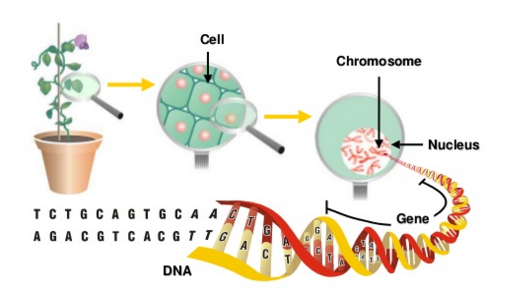 Cell
Chromosome
Nucleus
Gene
T C T G C A G T G C A A C T G A
A G A C G T C A C G T T G A C T
G A
C T
DNA